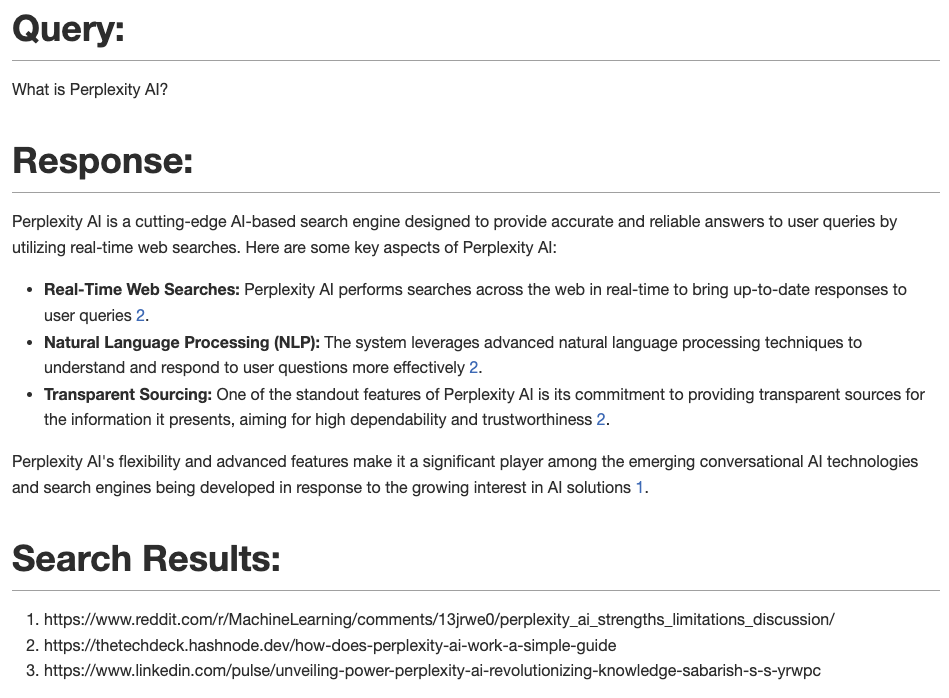 Query:
What is Perplexity AI?
Response:
Perplexity AI is a cutting-edge AI-based search engine designed to provide accurate and reliable answers to user queries by
utilizing real-time web searches. Here are some key aspects of Perplexity AI:
• Real-Time Web Searches: Perplexity AI performs searches across the web in real-time to bring up-to-date responses to
user queries 2.
• Natural Language Processing (NLP): The system leverages advanced natural language processing techniques to
understand and respond to user questions more effectively 2.
• Transparent Sourcing: One of the standout features of Perplexity AI is its commitment to providing transparent sources for
the information it presents, aiming for high dependability and trustworthiness 2.
Perplexity AI's flexibility and advanced features make it a significant player among the emerging conversational AI technologies
and search engines being developed in response to the growing interest in AI solutions 1.
Search Results:
1. https://www.reddit.com/r/MachineLearning/comments/13jrwe0/perplexity_ai_strengths_limitations_discussion/
2. https://thetechdeck.hashnode.dev/how-does-perplexity-ai-work-a-simple-guide
3. https://www.linkedin.com/pulse/unveiling-power-perplexity-ai-revolutionizing-knowledge-sabarish-s-s-yrwpc